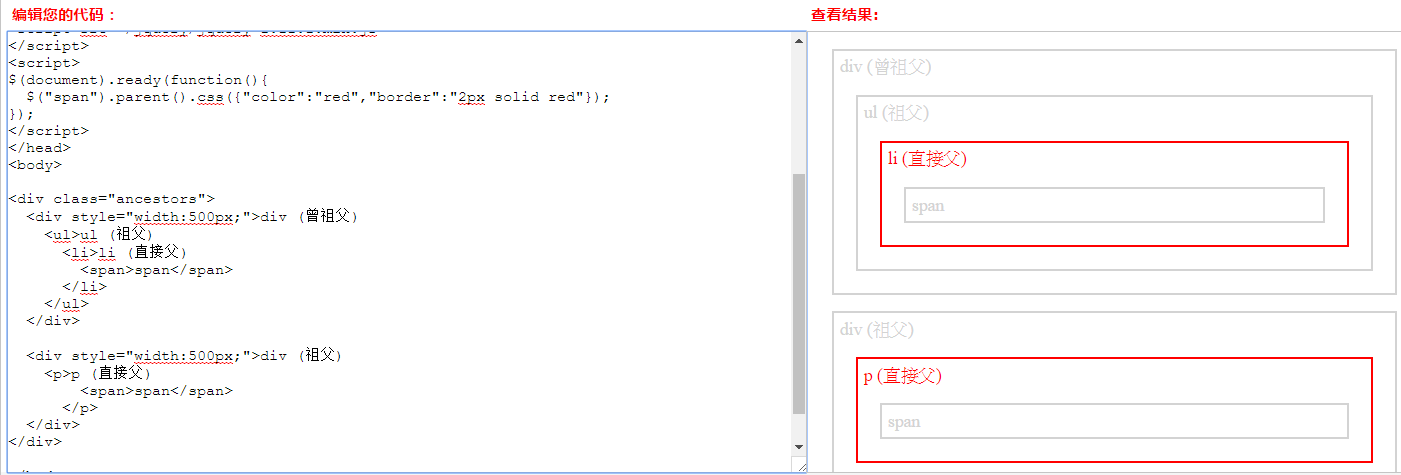 编辑您的代码：
查看结果:
</script>
<script>
$(document).ready(function(){
  $("span").parent().css({"color":"red","border":"2px solid red"});
});
</script>
</head>
<body>
<div class="ancestors">
  <div style="width:500px;">div (曾祖父)
    <ul>ul (祖父)
      <li>li (直接父)
        <span>span</span>
      </li>
    </ul>
  </div>
  <div style="width:500px;">div (祖父)
    <p>p (直接父)
        <span>span</span>
      </p>
  </div>
</div>
div (曾祖父)
ul (祖父)
li (直接父)
span
div (祖父)
p (直接父)
span